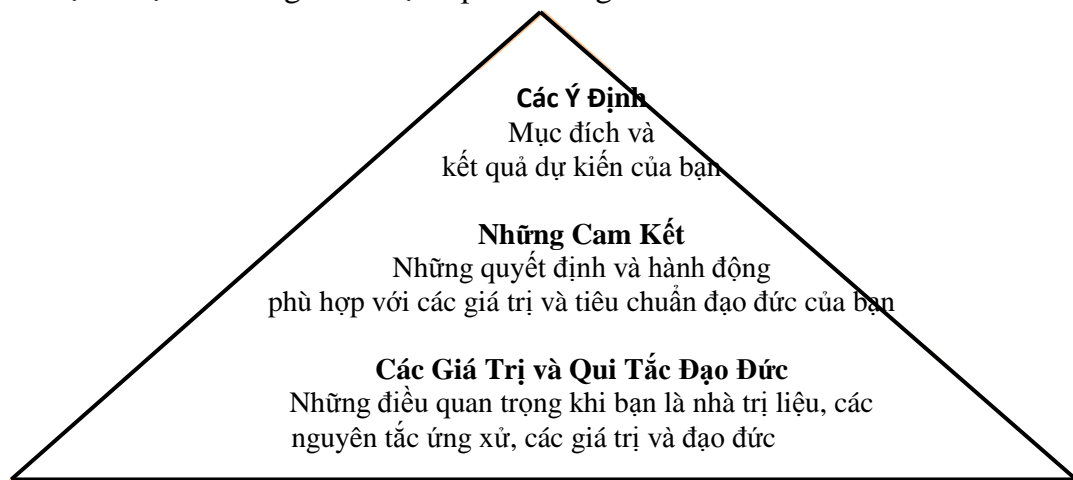 Các Ý Định
Mục đích và
kết quả dự kiến của bạn
Những Cam Kết
Những quyết định và hành động
phù hợp với các giá trị và tiêu chuẩn đạo đức của bạn
Các Giá Trị và Qui Tắc Đạo Đức
Những điều quan trọng khi bạn là nhà trị liệu, các
nguyên tắc ứng xử, các giá trị và đạo đức